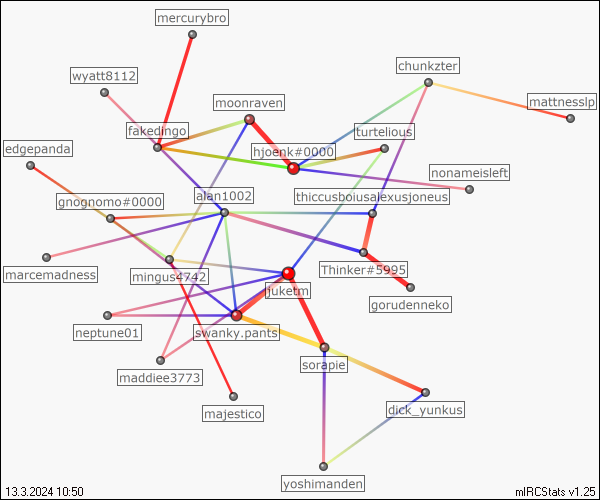 mercurybro
chunkzter
wyatt8112
moonraven
mattnesslp
fakedingo
turtelious
edgepanda
hjoenk#0000
nonameisleft
alan1002
thiccusboiusalexusjoneus
gnognomo#0000
marcemadness
mingus4742
Thinker#5995
juketm
gorudenneko
neptune01
swanky.pants
sorapie
maddiee3773
majestico
dick_yunkus
yoshimanden
13.3.2024 10:50
mIRCStats v1.25